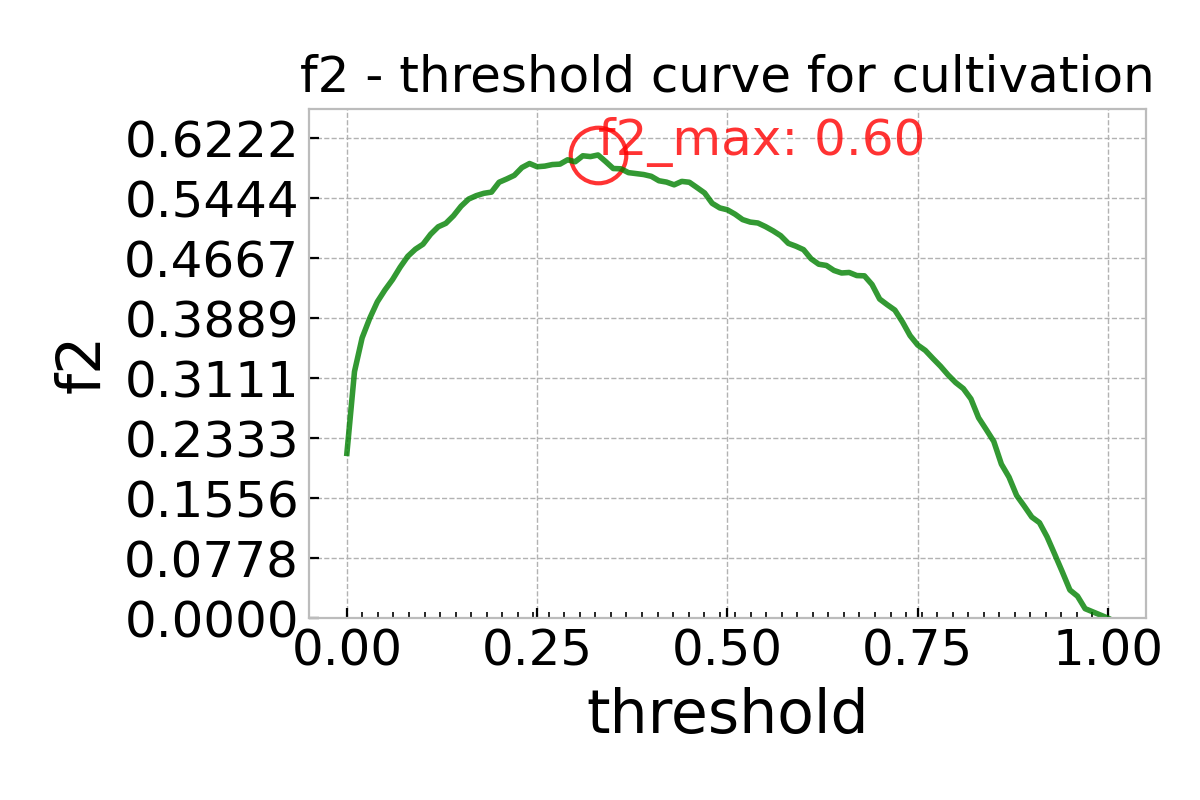 f2 - threshold curve for cultivation
f2_max: 0.60
0.6222
0.5444
0.4667
0.3889
0.3111
0.2333
0.1556
0.0778
0.0000
f2
0.00 0.25 0.50 0.75 1.00
threshold